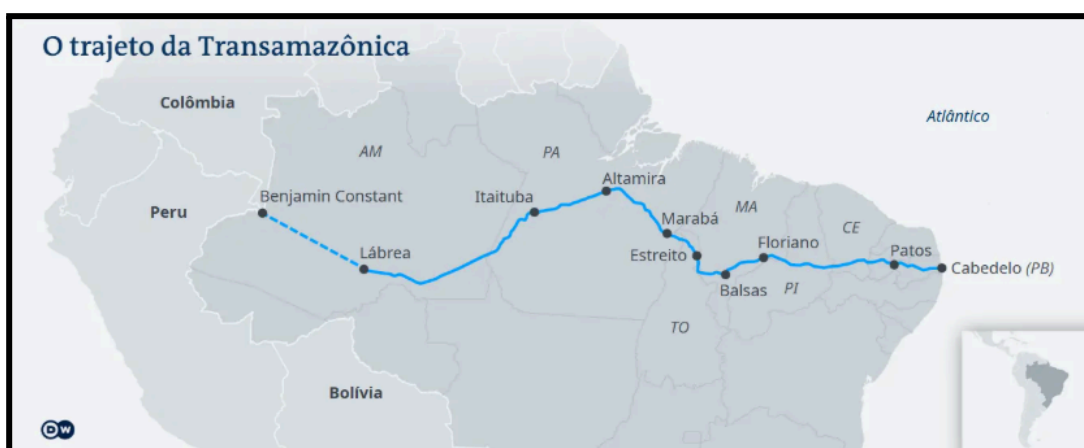 O trajeto da Transamazônica
Colômbia
Atlântico
AM
PA
Altamira
Benjamin Constant
Itaituba
Peru
MA
Marabá
CE
Floriano
Estreito
Patos
Lábrea
Cabedelo (PB)
Balsas
PI
TO
Bolívia
DW